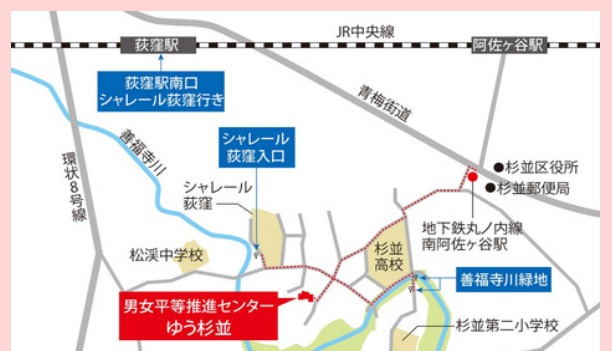 JR中央線
荻窪駅
阿佐ヶ谷駅
荻窪駅南口
シャレール荻窪行き
青梅街道
善福寺川
シャレール
荻窪入口
環状8号線
杉並区役所
杉並郵便局
シャレール
荻窪
地下鉄丸ノ内線
南阿佐ヶ谷駅
松渓中学校
杉並
高校
善福寺川緑地
男女平等推進センター
ゆう杉並
杉並第二小学校